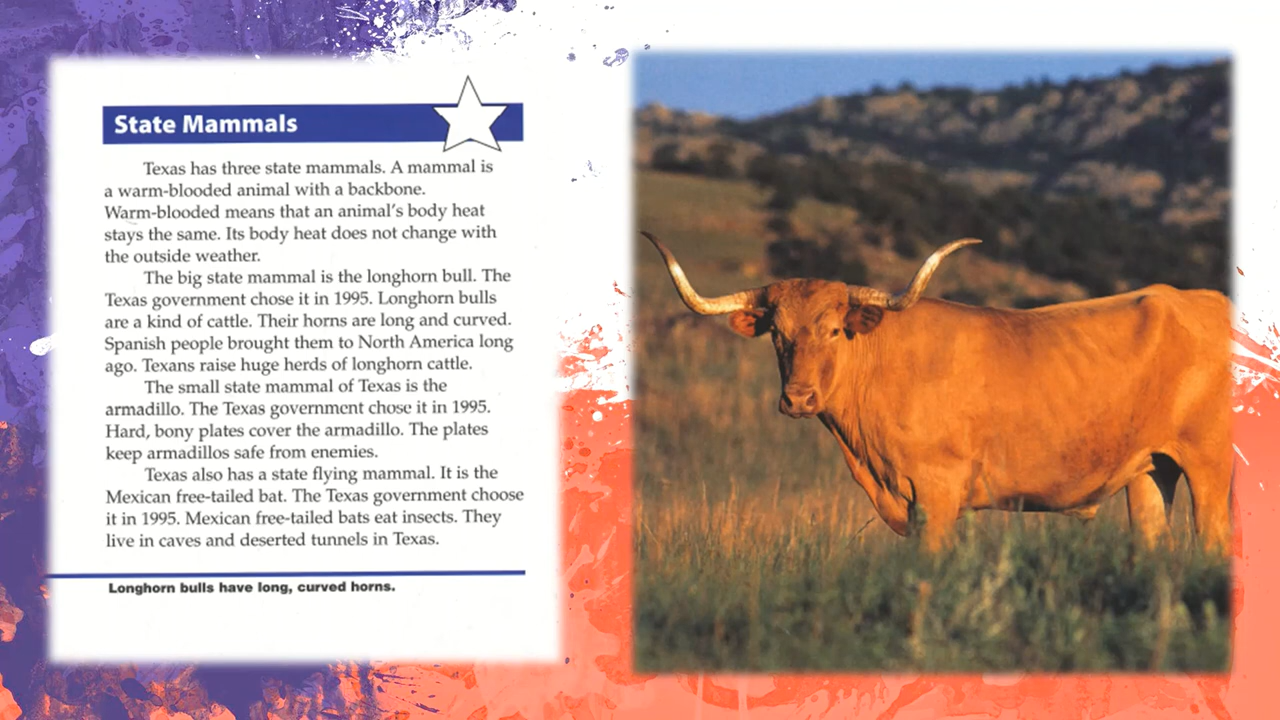 State Mammals
Texas has three state mammals. A mammal is
a warm-blooded animal with a backbone.
Warm-blooded means that an animal's body heat
stays the same. Its body heat does not change with
the outside weather.
The big state mammal is the longhorn bull. The
Texas government chose it in 1995. Longhorn bulls
are a kind of cattle. Their horns are long and curved.
Spanish people brought them to North America long
ago. Texans raise huge herds of longhorn cattle.
The small state mammal of Texas is the
armadillo. The Texas government chose it in 1995.
Hard, bony plates cover the armadillo. The plates
keep armadillos safe from enemies.
Texas also has a state flying mammal. It is the
Mexican free-tailed bat. The Texas government choose
it in 1995. Mexican free-tailed bats eat insects. They
live in caves and deserted tunnels in Texas.
Longhorn bulls have long, curved horns.